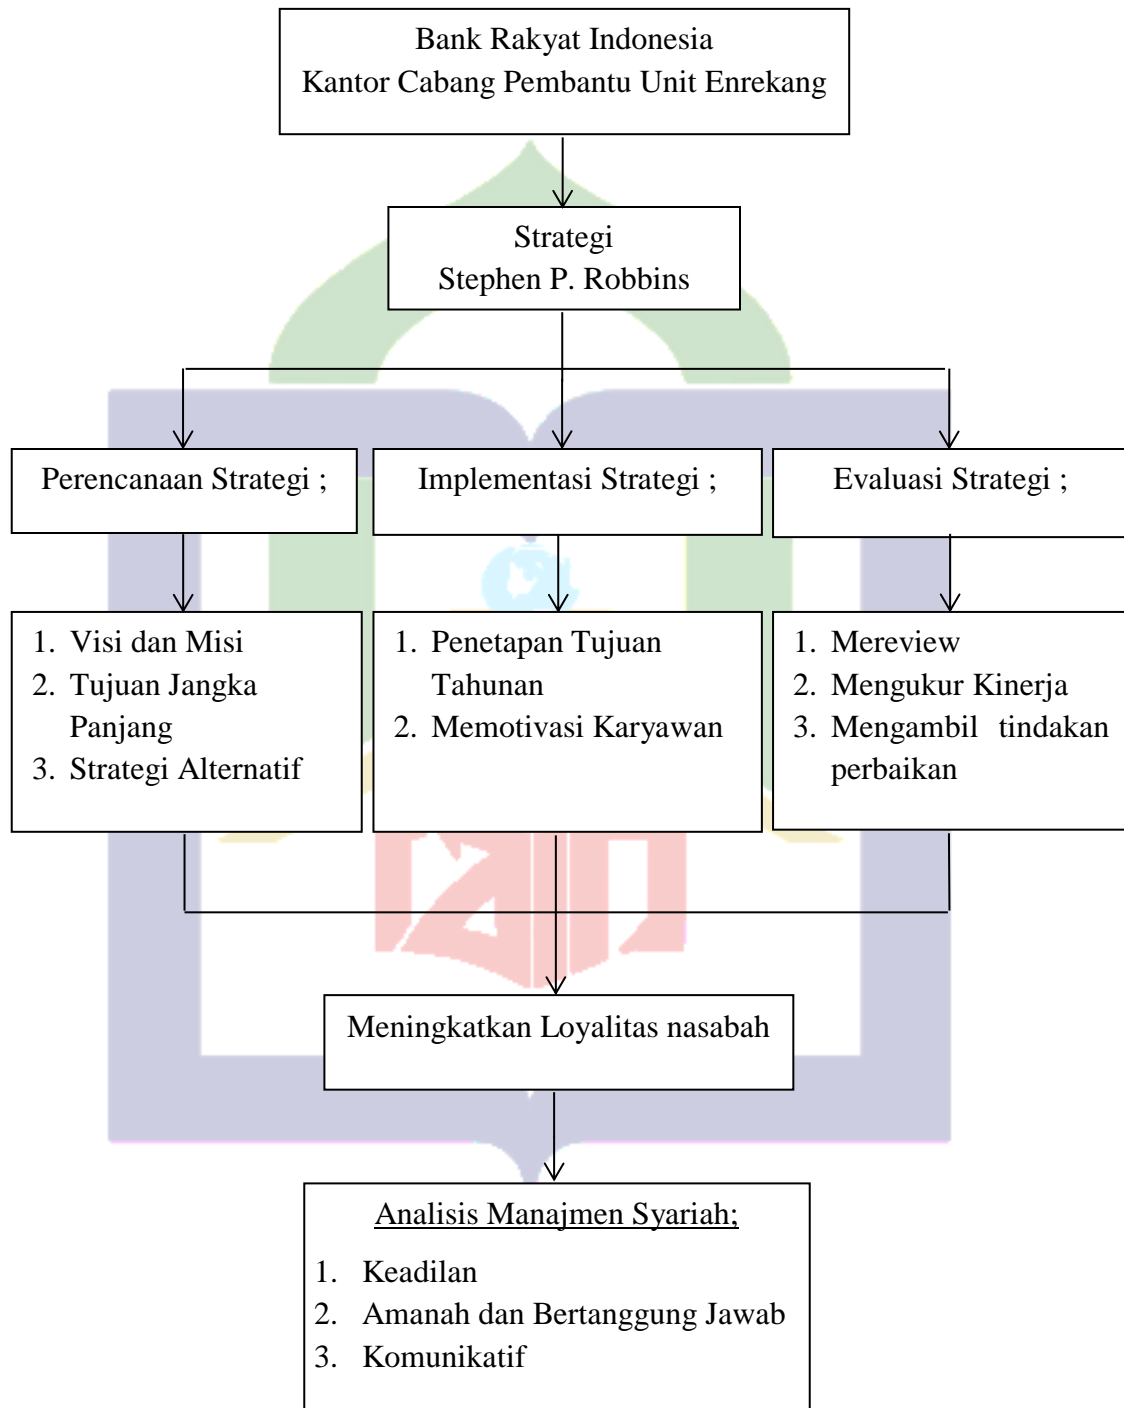 Bank Rakyat Indonesia
Kantor Cabang Pembantu Unit Enrekang
Strategi
Stephen P. Robbins
Perencanaan Strategi ;
Implementasi Strategi ;
Evaluasi Strategi ;
1. Visi dan Misi
2. Tujuan Jangka
Panjang
3. Strategi Alternatif
1. Penetapan Tujuan
Tahunan
2. Memotivasi Karyawan
1. Mereview
2. Mengukur Kinerja
3. Mengambil tindakan
perbaikan
Meningkatkan Loyalitas nasabah
Analisis Manajmen Syariah;
1. Keadilan
2. Amanah dan Bertanggung Jawab
3. Komunikatif